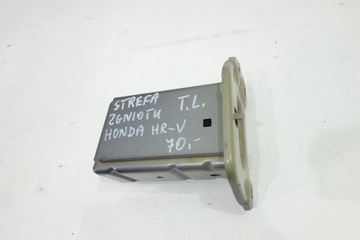 STREFA T.L.
ZGNIOTU
HONDA HR-V
70,-